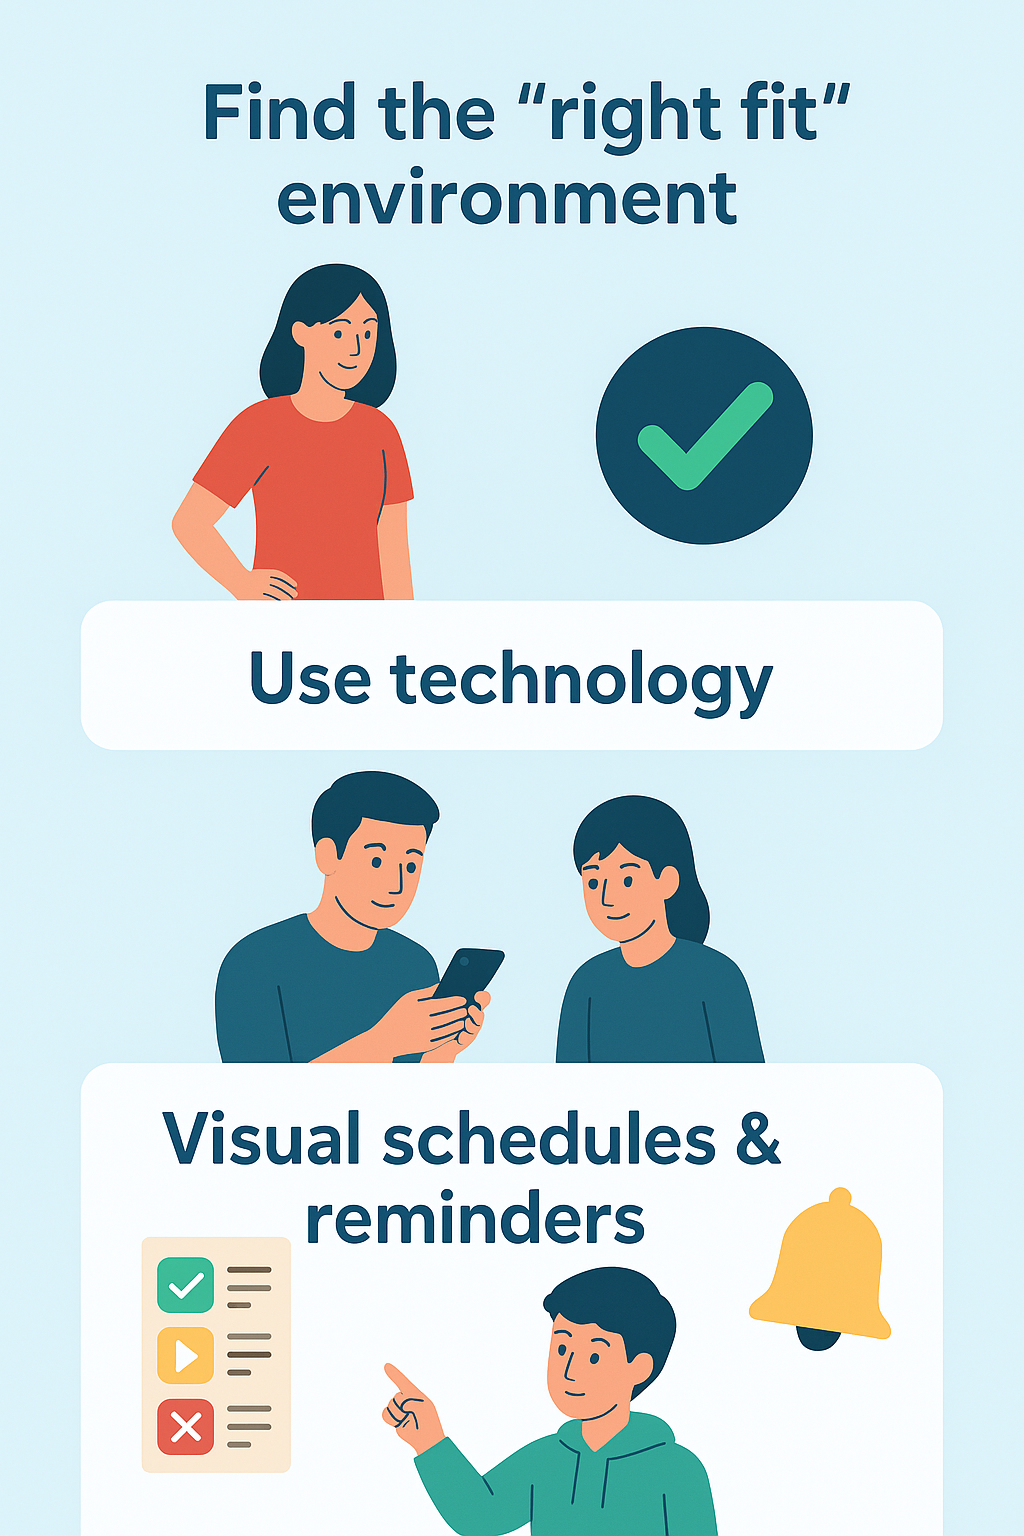 Find the “right fit”
environment
Use technology
Visual schedules &
reminders